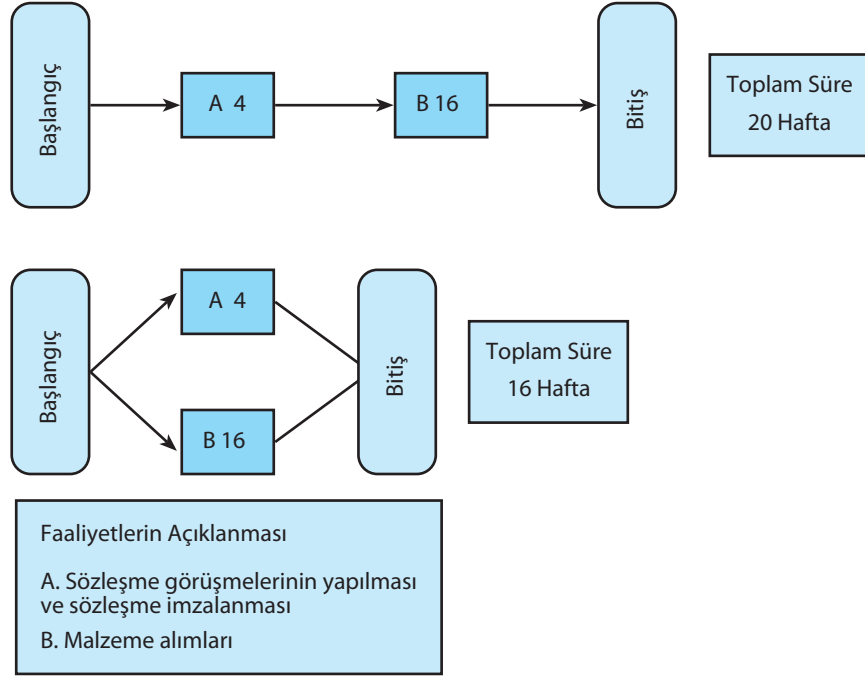 Başlangıç
A 4
B 16
Bitiş
Toplam Süre
20 Hafta
Başlangıç
A 4
B 16
Bitiş
Toplam Süre
16 Hafta
Faaliyetlerin Açıklanması
A. Sözleşme görüşmelerinin yapılması
ve sözleşme imzalanması
B. Malzeme alımları